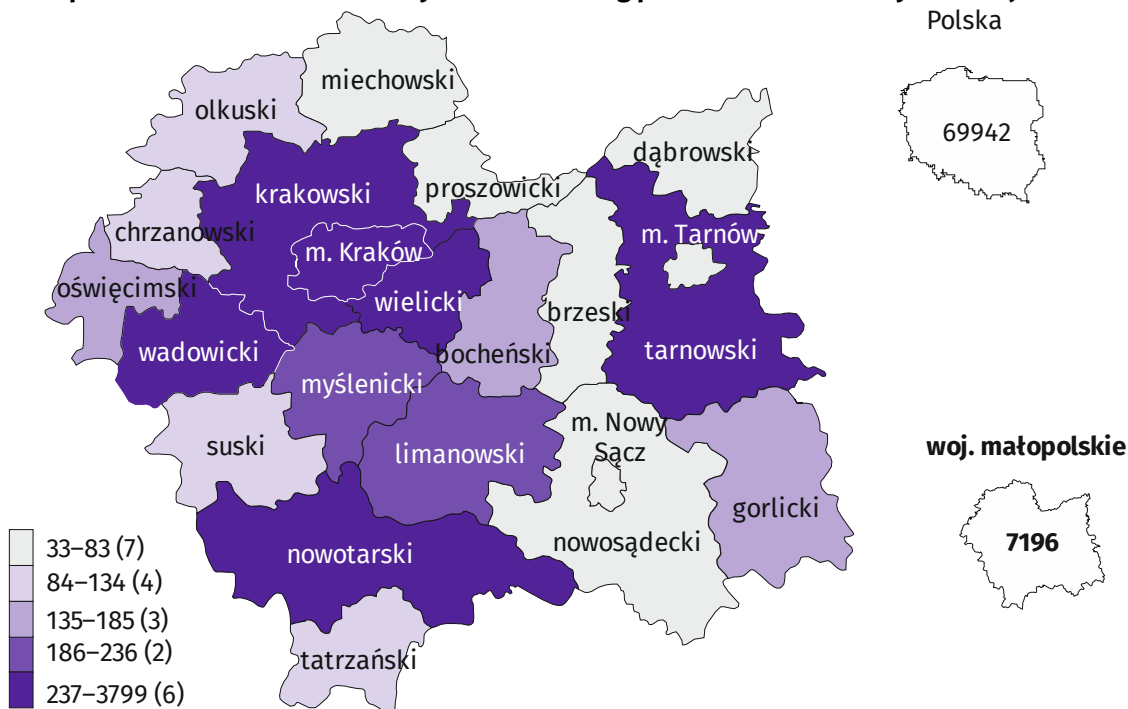 Polska
miechowski
olkuski
69942
dąbrowski
krakowski
proszowicki
chrzanowski
m. Tarnów
m. Kraków
oświęcimski
wielicki
brzeski
wadowicki
bocheński
tarnowski
myślenicki
m. Nowy
Sącz
suski
limanowski
woj. małopolskie
gorlicki
7196
nowosądecki
nowotarski
tatrzański
33–83 (7)
84–134 (4)
135–185 (3)
186–236 (2)
237–3799 (6)